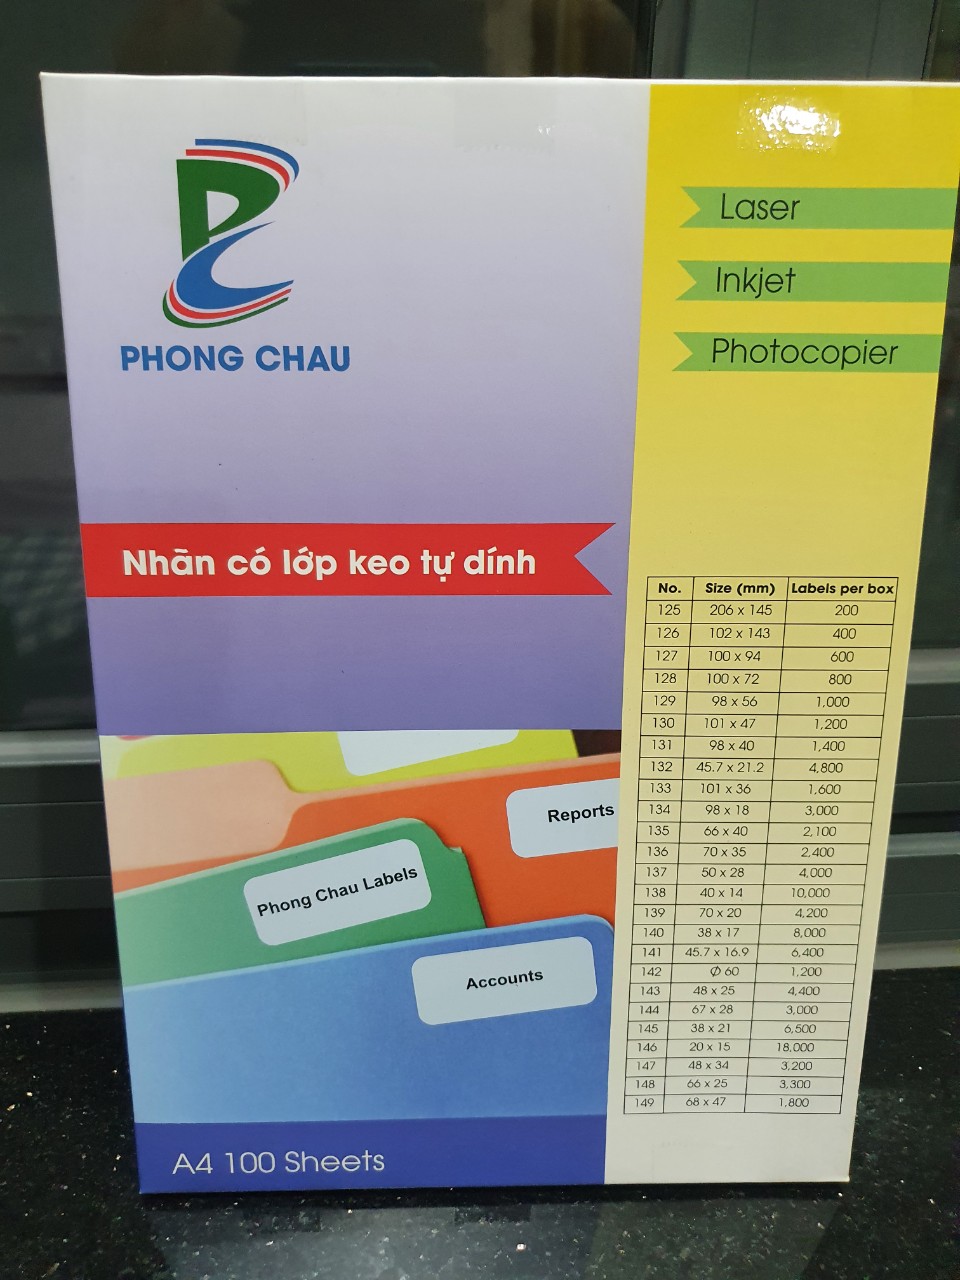 PHONG CHAU
Laser
Inkjet
Photocopier
Nhãn có lớp keo tự dính
Reports
Phong Chau Labels
Accounts
A4 100 Sheets
No. Size (mm) Labels per box
125 206 x 145 200
126 102 x 143 400
127 100 x 94 600
128 100 x 72 800
129 98 x 56 1,000
130 101 x 47 1,200
131 98 x 40 1,400
132 45.7 x 21.2 4,800
133 101 x 36 1,600
134 98 x 18 3,000
135 66 x 40 2,100
136 70 x 35 2,400
137 50 x 28 4,000
138 40 x 14 10,000
139 70 x 20 4,200
140 38 x 17 8,000
141 45.7 x 16.9 6,400
142 Ø 60 1,200
143 48 x 25 4,400
144 67 x 28 3,000
145 38 x 21 6,500
146 20 x 15 18,000
147 48 x 34 3,200
148 66 x 25 3,300
149 68 x 47 1,800